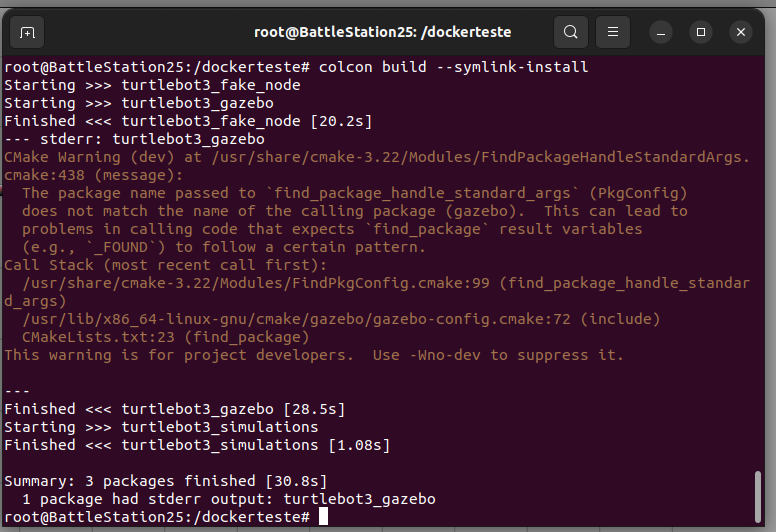 root@BattleStation25: /dockerteste
root@BattleStation25:/dockerteste# colcon build --symlink-install
Starting >>> turtlebot3_fake_node
Starting >>> turtlebot3_gazebo
Finished <<< turtlebot3_fake_node [20.2s]
--- stderr: turtlebot3_gazebo
CMake Warning (dev) at /usr/share/cmake-3.22/Modules/FindPackageHandleStandardArgs.
cmake:438 (message):
  The package name passed to `find_package_handle_standard_args` (PkgConfig)
  does not match the name of the calling package (gazebo).  This can lead to
  problems in calling code that expects `find_package` result variables
  (e.g., `_FOUND`) to follow a certain pattern.
Call Stack (most recent call first):
  /usr/share/cmake-3.22/Modules/FindPkgConfig.cmake:99 (find_package_handle_standar
d_args)
  /usr/lib/x86_64-linux-gnu/cmake/gazebo/gazebo-config.cmake:72 (include)
  CMakeLists.txt:23 (find_package)
This warning is for project developers.  Use -Wno-dev to suppress it.
---
Finished <<< turtlebot3_gazebo [28.5s]
Starting >>> turtlebot3_simulations
Finished <<< turtlebot3_simulations [1.08s]
Summary: 3 packages finished [30.8s]
  1 package had stderr output: turtlebot3_gazebo
root@BattleStation25:/dockerteste#